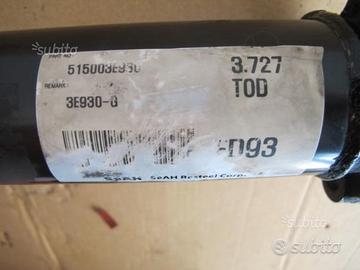 subito
PART NO
515003E930
3.727
REMARK
TOD
3E930-0
D93
SeAH
SeAH Besteel Corp.
subito
subito